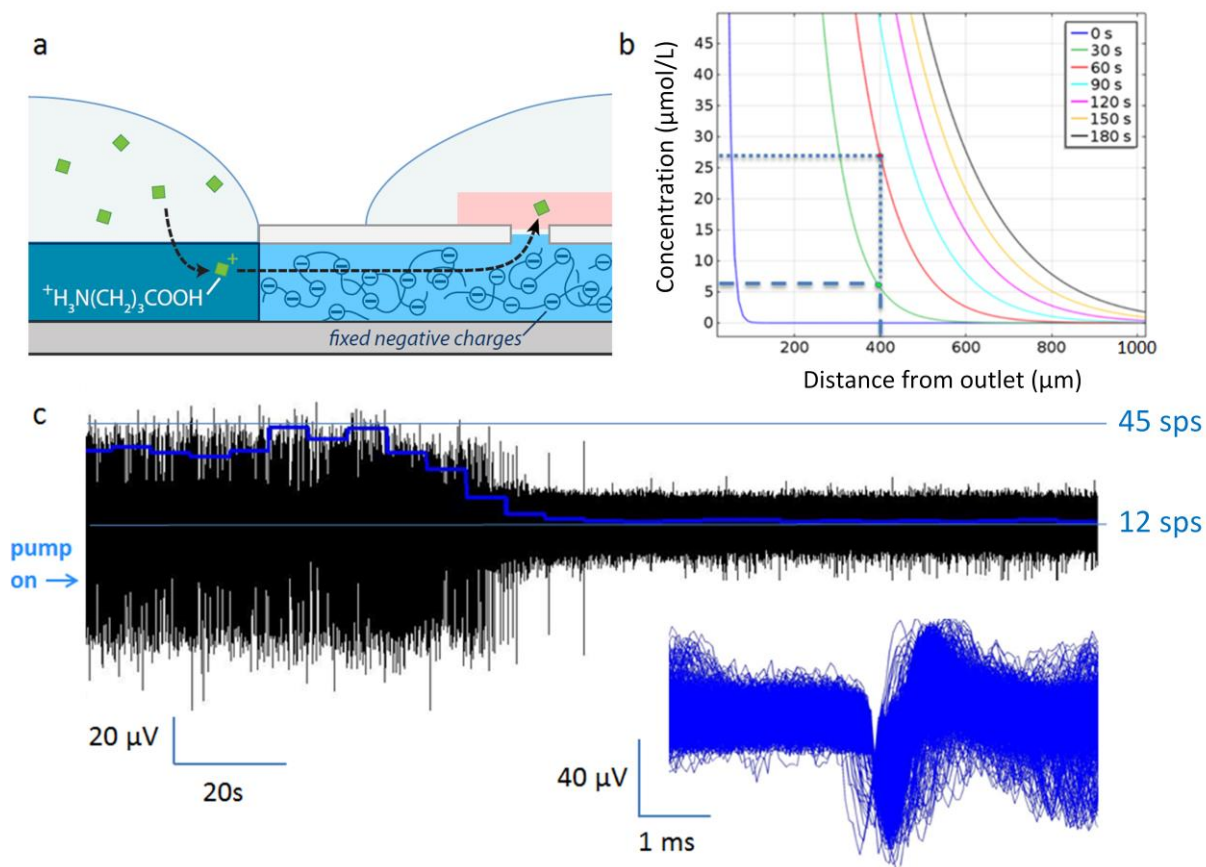 a
⁺H₃N(CH₂)₃COOH
+
fixed negative charges
b
Concentration (μmol/L)
45
40
35
30
25
20
15
10
5
0
200
400
600
800
1000
Distance from outlet (μm)
0 s
30 s
60 s
90 s
120 s
150 s
180 s
c
45 sps
12 sps
pump
on →
20 μV
20s
40 μV
1 ms